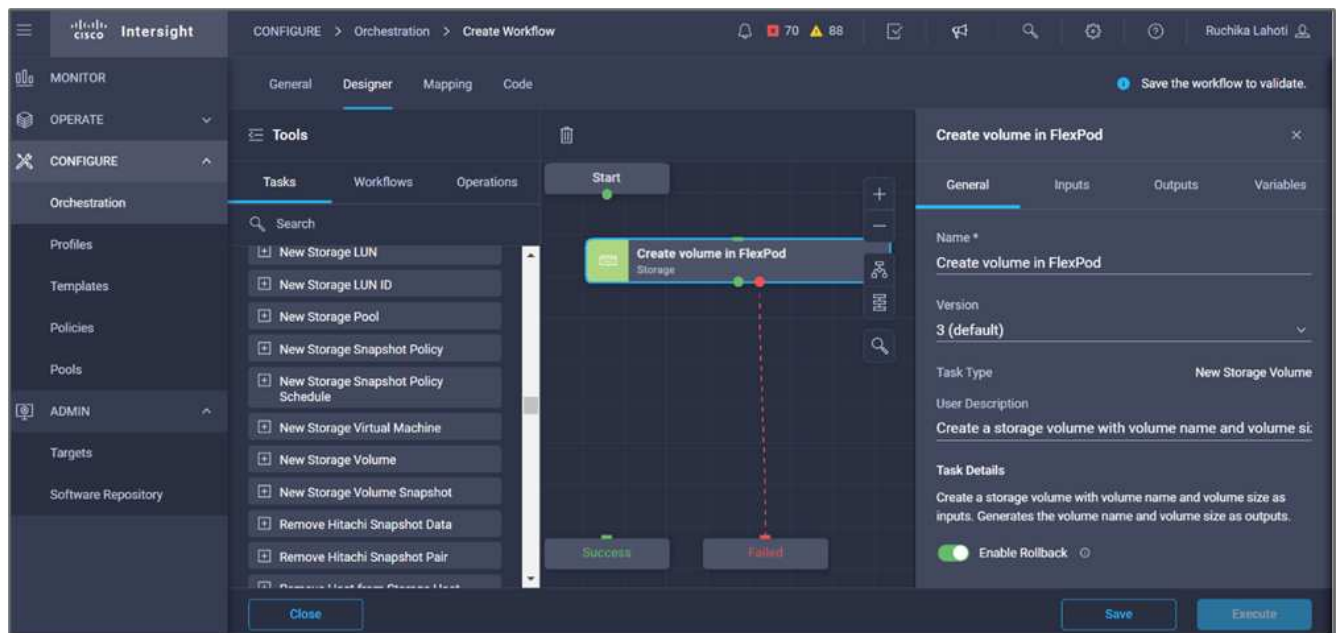 cisco Intersight
CONFIGURE > Orchestration > Create Workflow
70 88
Ruchika Lahoti
MONITOR
OPERATE
CONFIGURE
Orchestration
Profiles
Templates
Policies
Pools
ADMIN
Targets
Software Repository
General Designer Mapping Code
Save the workflow to validate.
Tools
Tasks Workflows Operations
Search
New Storage LUN
New Storage LUN ID
New Storage Pool
New Storage Snapshot Policy
New Storage Snapshot Policy
Schedule
New Storage Virtual Machine
New Storage Volume
New Storage Volume Snapshot
Remove Hitachi Snapshot Data
Remove Hitachi Snapshot Pair
Start
Create volume in FlexPod
Storage
Success
Failed
Create volume in FlexPod
General Inputs Outputs Variables
Name *
Create volume in FlexPod
Version
3 (default)
Task Type New Storage Volume
User Description
Create a storage volume with volume name and volume si
Task Details
Create a storage volume with volume name and volume size as
inputs. Generates the volume name and volume size as outputs.
Enable Rollback
Close
Save
Execute